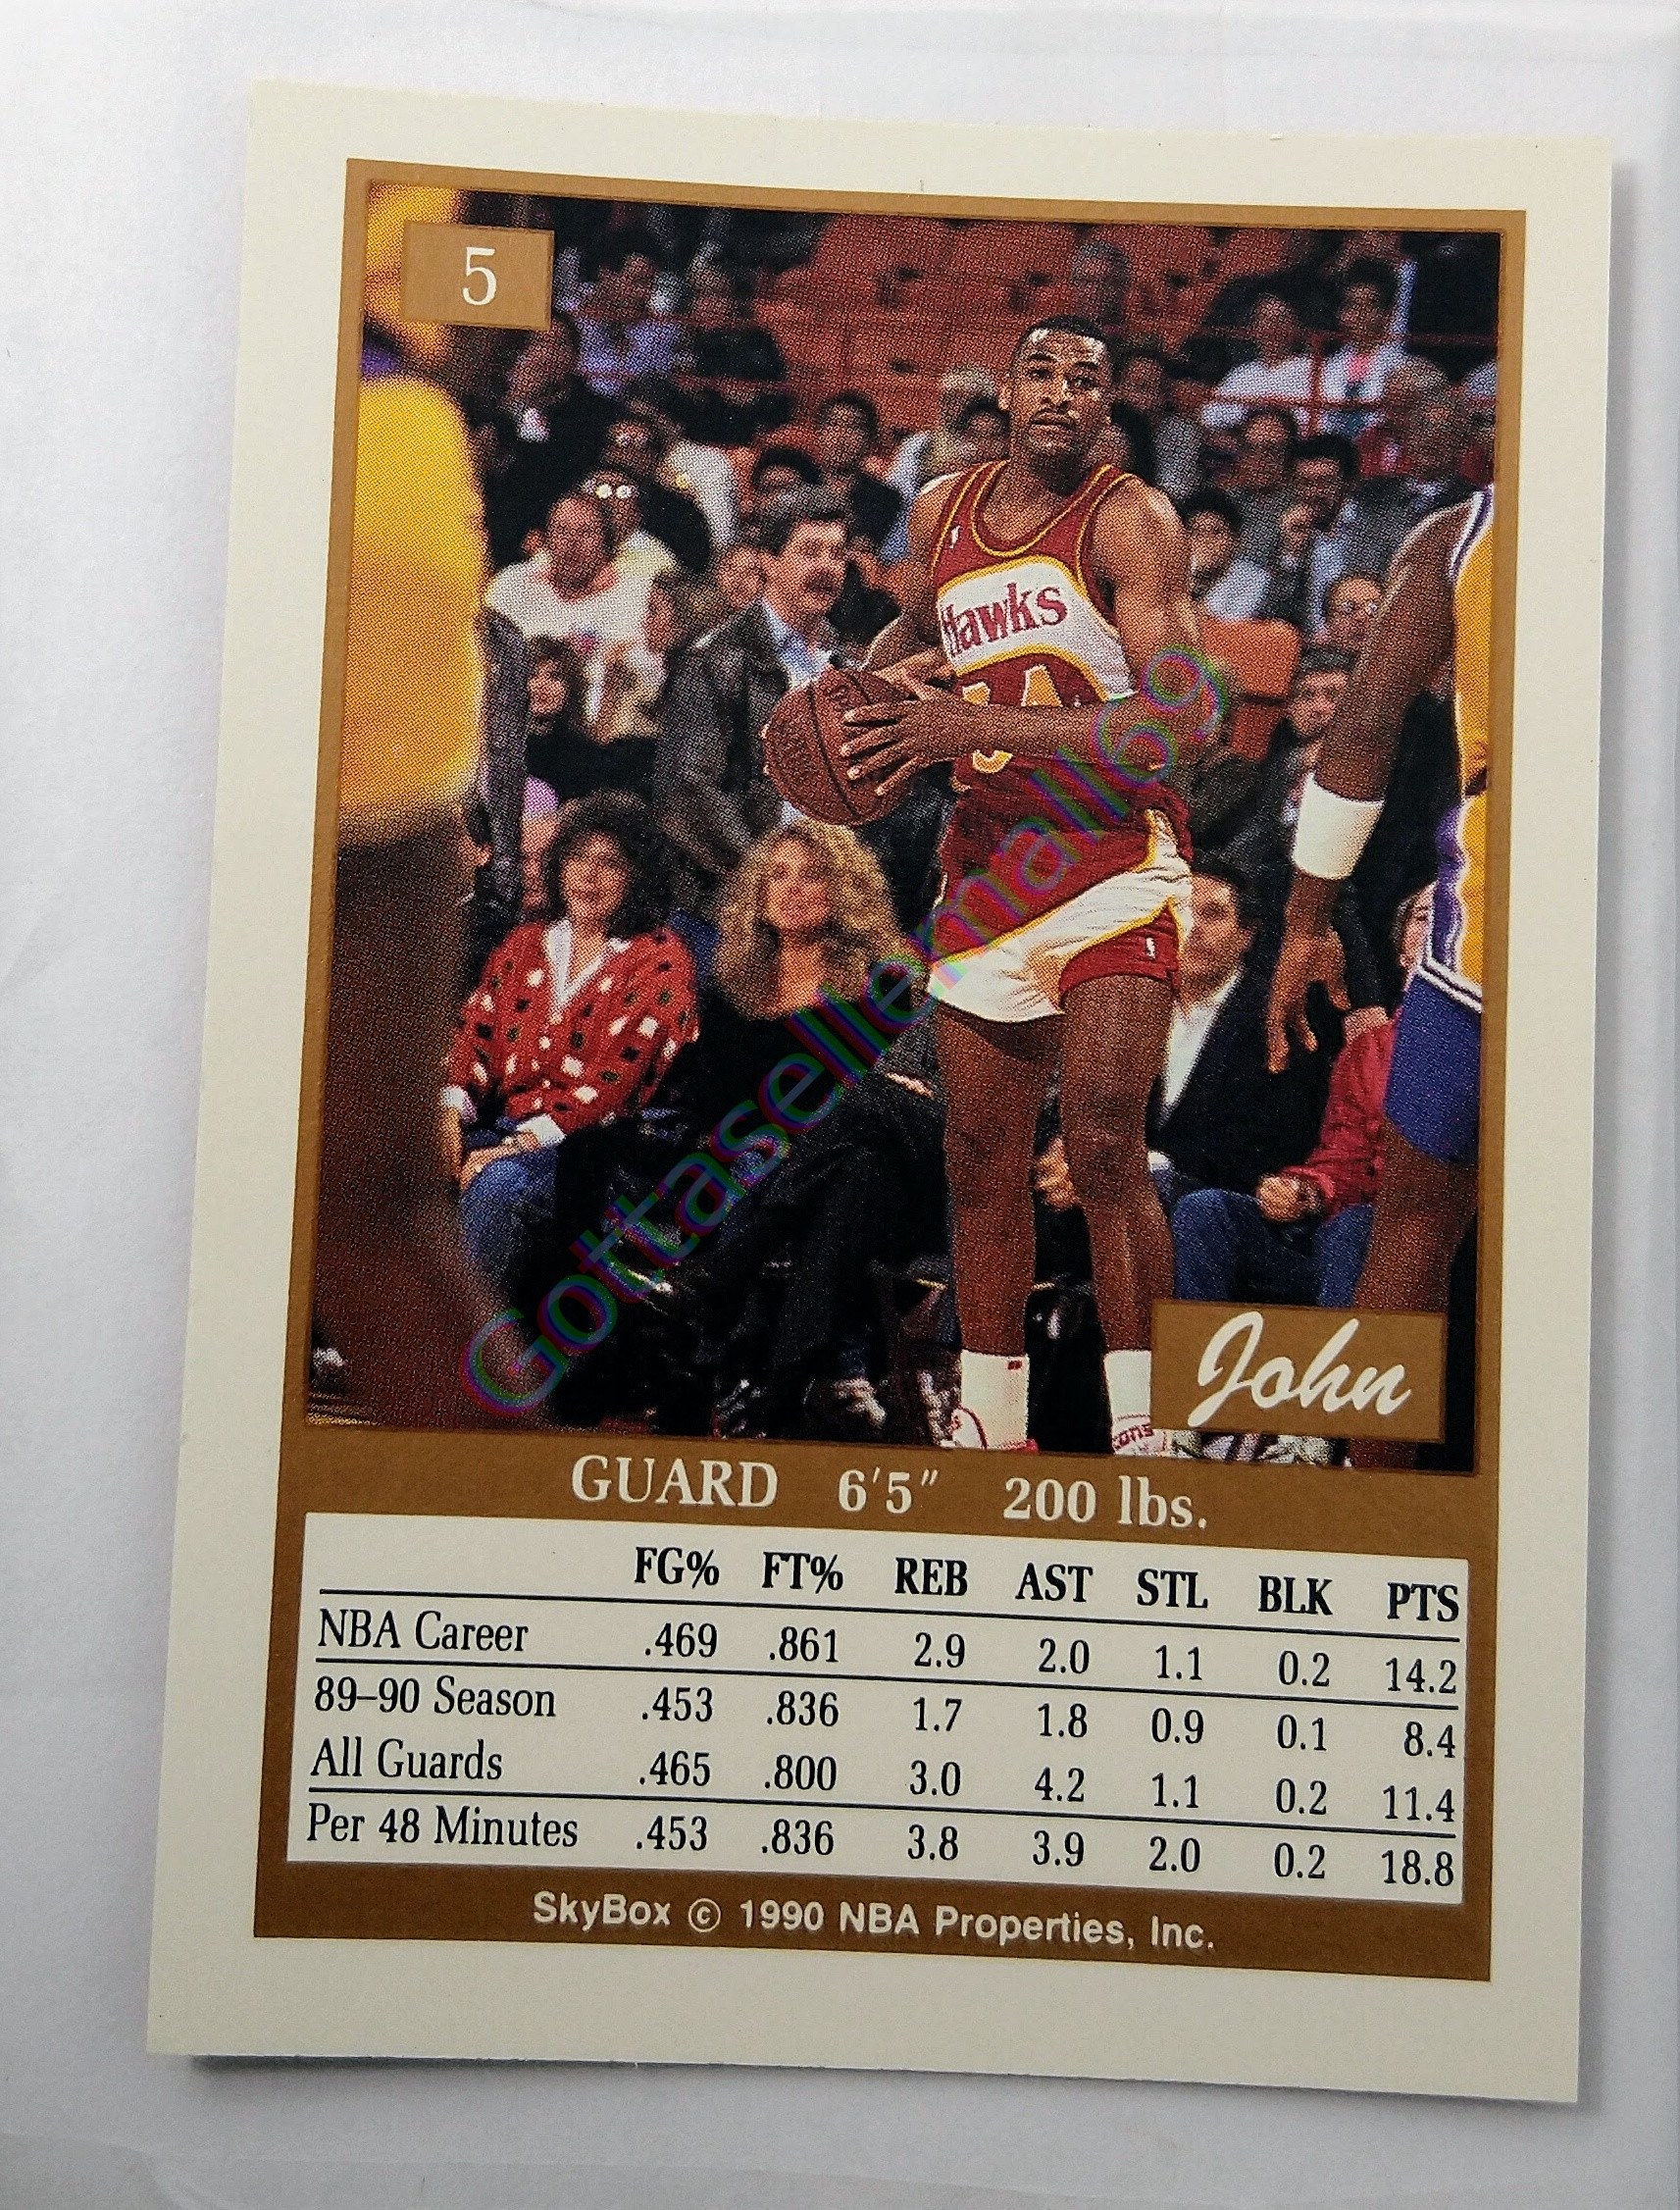 5
Hawks
34
John
GUARD 6'5" 200 lbs.
FG% FT% REB AST STL BLK PTS
NBA Career .469 .861 2.9 2.0 1.1 0.2 14.2
89–90 Season .453 .836 1.7 1.8 0.9 0.1 8.4
All Guards .465 .800 3.0 4.2 1.1 0.2 11.4
Per 48 Minutes .453 .836 3.8 3.9 2.0 0.2 18.8
SkyBox © 1990 NBA Properties, Inc.
Gottasellemall69